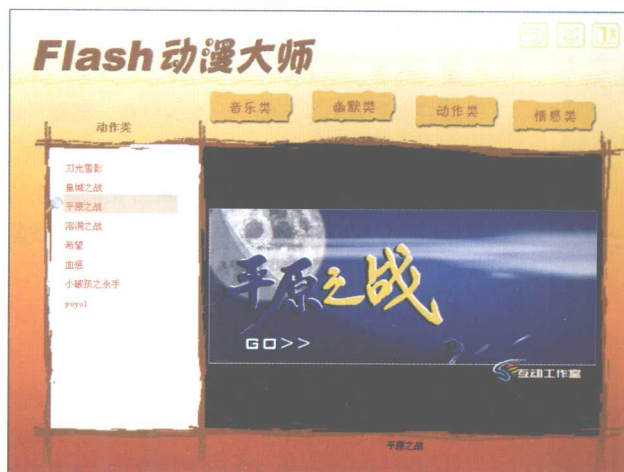 Flash动漫大师
音乐类
幽默类
动作类
情感类
动作类
刀光雪影
皇城之战
平原之战
溶洞之战
希望
血惑
小破孩之杀手
yoyo1
平原之战
GO>>
互动工作室
平原之战